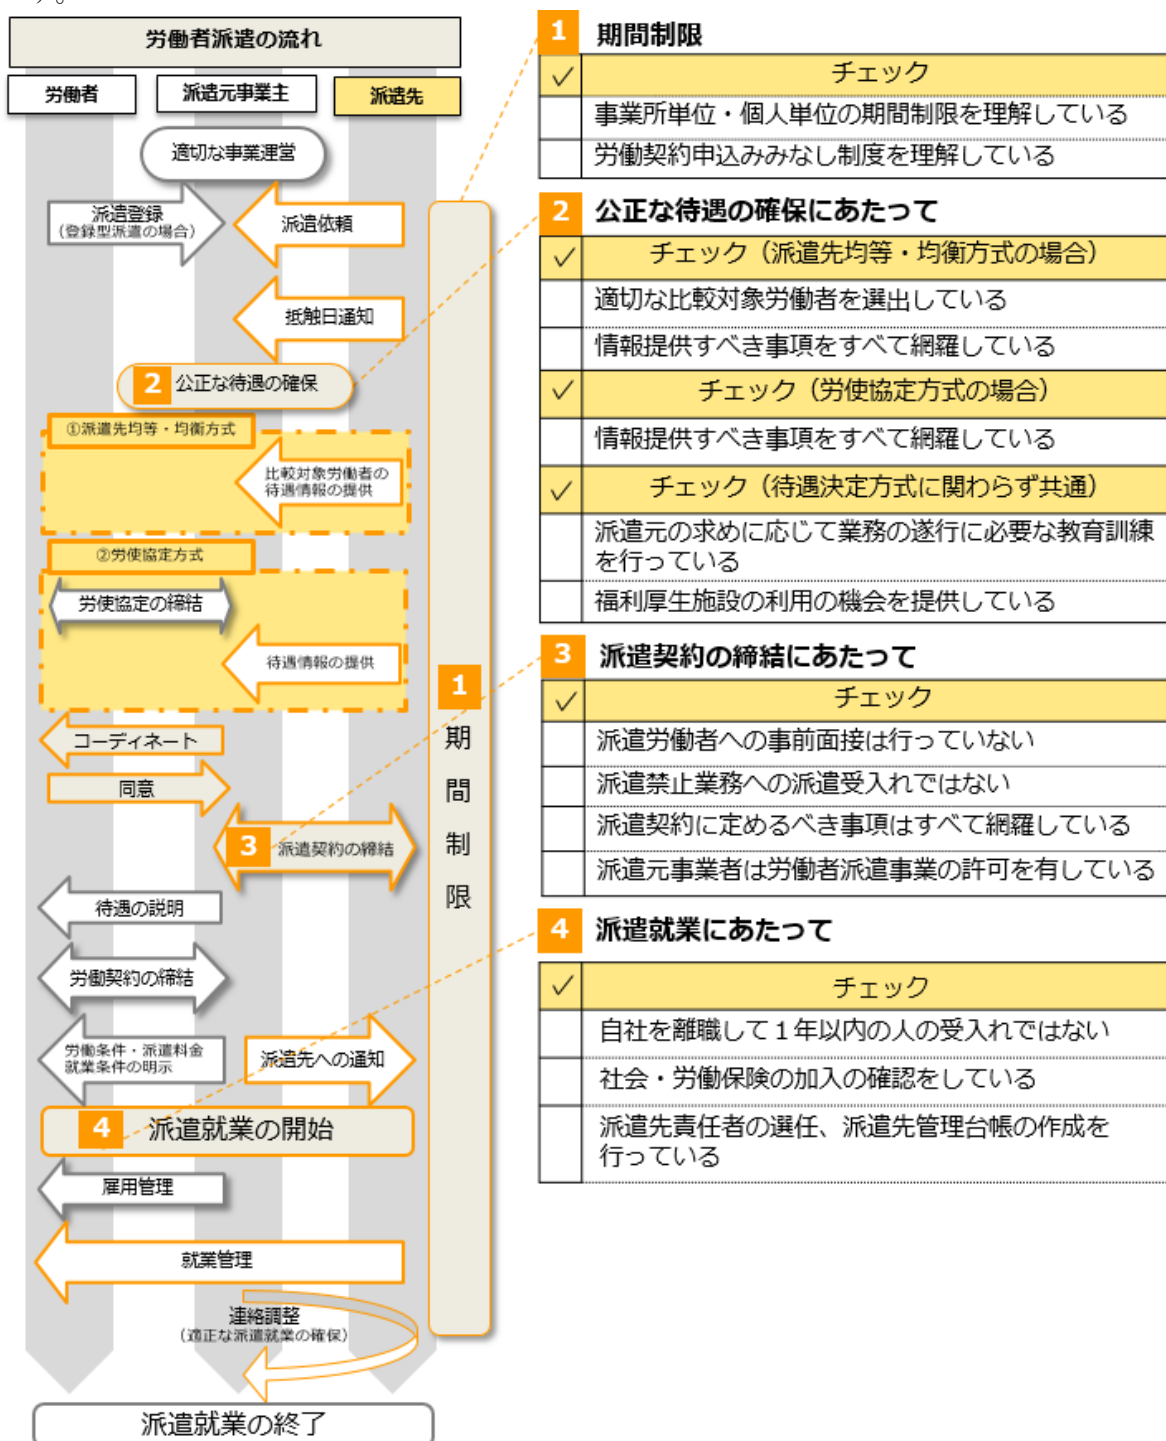 す。
労働者派遣の流れ
労働者
派遣元事業主
派遣先
適切な事業運営
派遣登録
(登録型派遣の場合)
派遣依頼
抵触日通知
2 公正な待遇の確保
①派遣先均等・均衡方式
比較対象労働者の
待遇情報の提供
②労使協定方式
労使協定の締結
待遇情報の提供
コーディネート
同意
3 派遣契約の締結
待遇の説明
労働契約の締結
労働条件・派遣料金
就業条件の明示
派遣先への通知
4 派遣就業の開始
雇用管理
就業管理
連絡調整
(適正な派遣就業の確保)
派遣就業の終了
1
期
間
制
限
1 期間制限
✓ チェック
事業所単位・個人単位の期間制限を理解している
労働契約申込みみなし制度を理解している
2 公正な待遇の確保にあたって
✓ チェック（派遣先均等・均衡方式の場合）
適切な比較対象労働者を選出している
情報提供すべき事項をすべて網羅している
✓ チェック（労使協定方式の場合）
情報提供すべき事項をすべて網羅している
✓ チェック（待遇決定方式に関わらず共通）
派遣元の求めに応じて業務の遂行に必要な教育訓練
を行っている
福利厚生施設の利用の機会を提供している
3 派遣契約の締結にあたって
✓ チェック
派遣労働者への事前面接は行っていない
派遣禁止業務への派遣受入れではない
派遣契約に定めるべき事項はすべて網羅している
派遣元事業者は労働者派遣事業の許可を有している
4 派遣就業にあたって
✓ チェック
自社を離職して１年以内の人の受入れではない
社会・労働保険の加入の確認をしている
派遣先責任者の選任、派遣先管理台帳の作成を
行っている